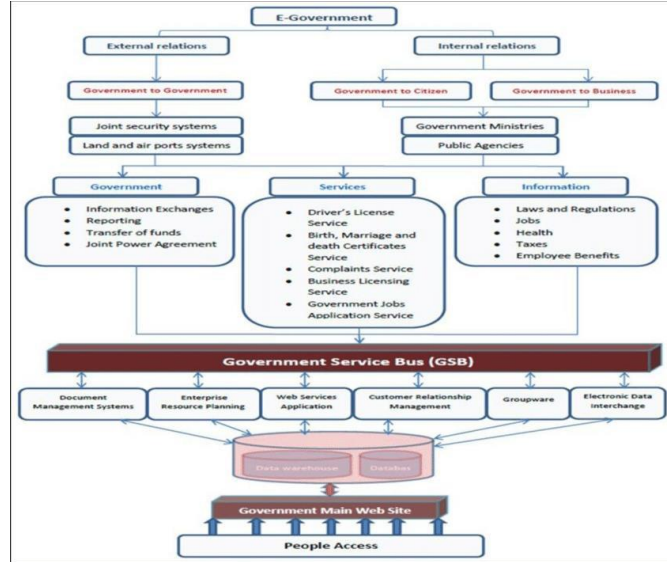 E-Government
External relations
Internal relations
Government to Government
Government to Citizen
Government to Business
Joint security systems
Land and air ports systems
Government Ministries
Public Agencies
Government
Services
Information
• Information Exchanges
• Reporting
• Transfer of funds
• Joint Power Agreement
• Driver's License
Service
• Birth, Marriage and
death Certificates
Service
• Complaints Service
• Business Licensing
Service
• Government Jobs
Application Service
• Laws and Regulations
• Jobs
• Health
• Taxes
• Employee Benefits
Government Service Bus (GSB)
Document
Management Systems
Enterprise
Resource Planning
Web Services
Application
Customer Relationship
Management
Groupware
Electronic Data
Interchange
Data warehouse
Government Main Web Site
People Access